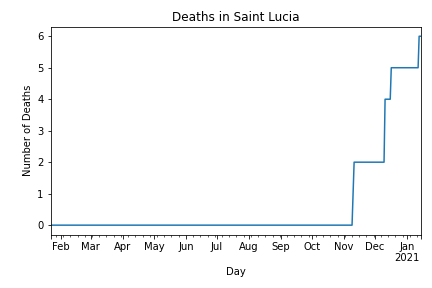 Deaths in Saint Lucia
6
5
4
3
2
1
0
Number of Deaths
Feb Mar Apr May Jun Jul Aug Sep Oct Nov Dec Jan
2021
Day